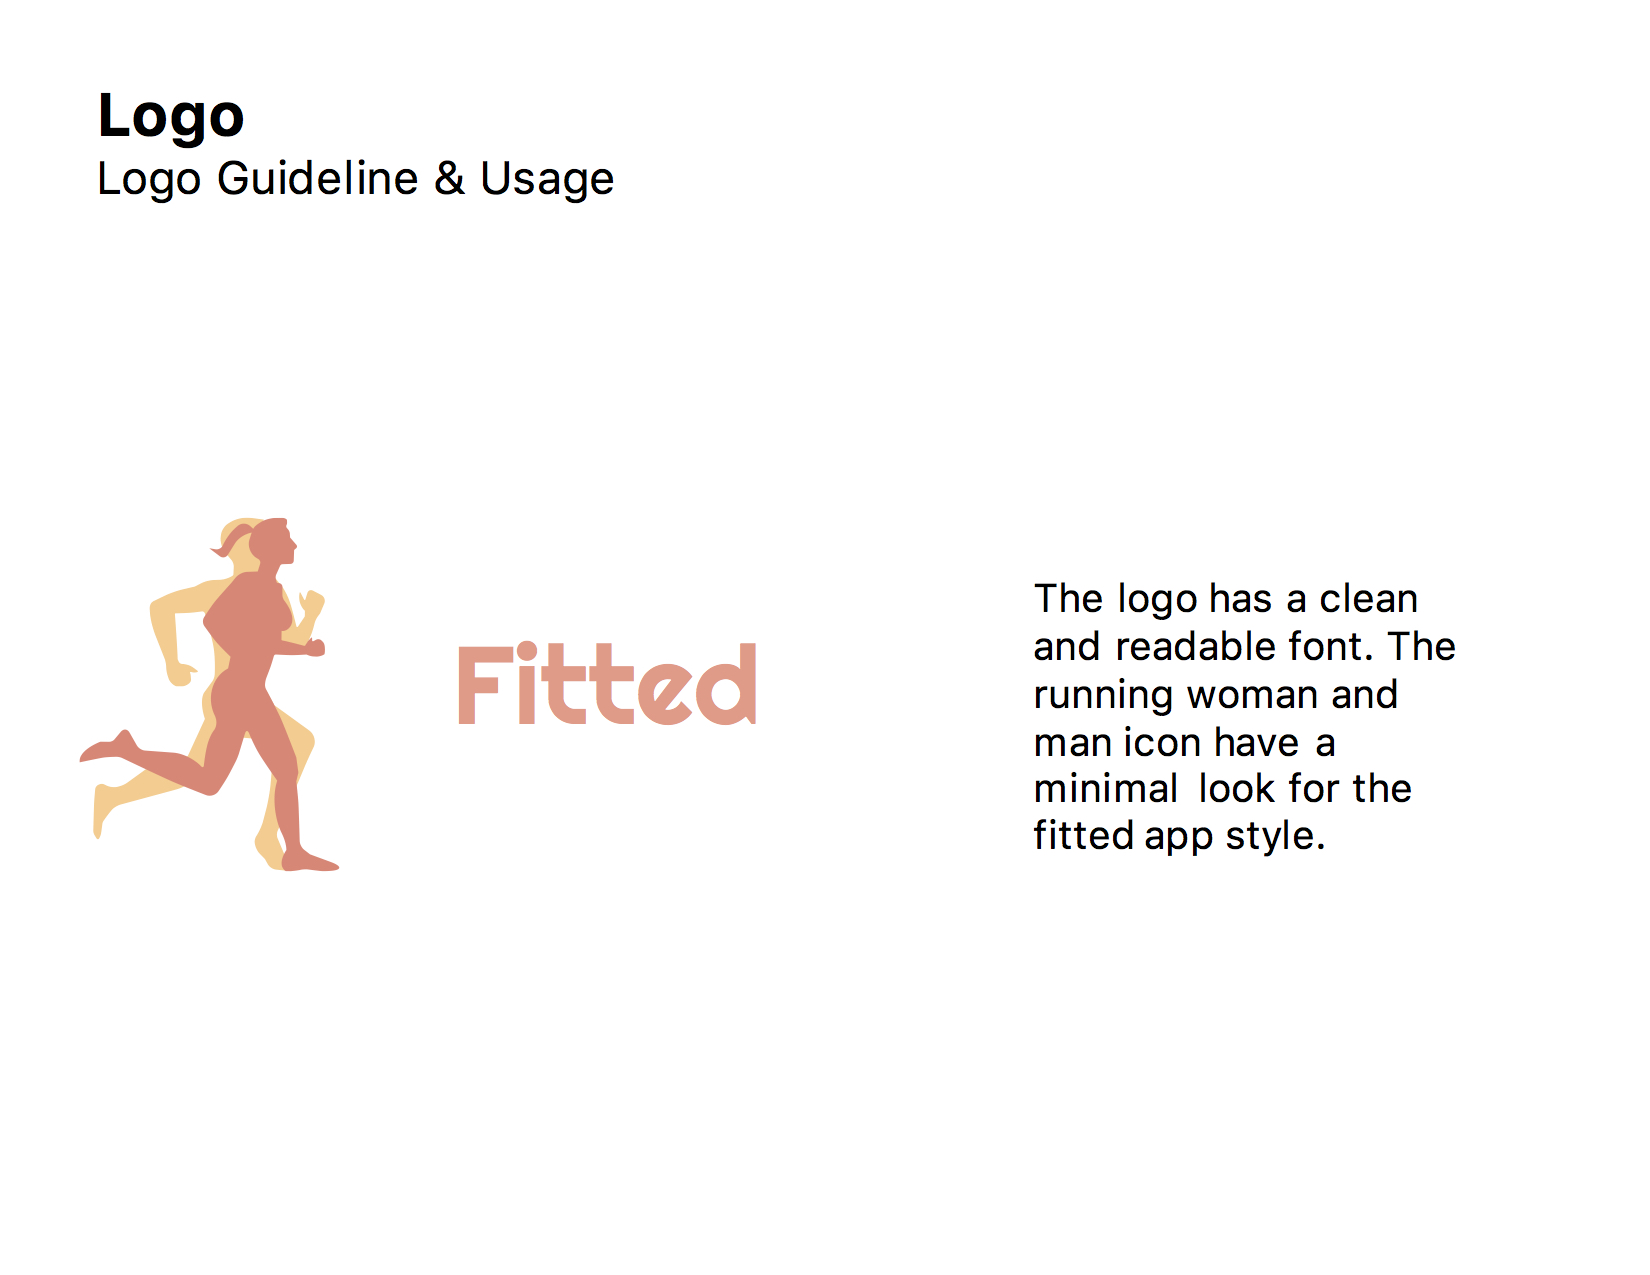 Logo
Logo Guideline & Usage
Fitted
The logo has a clean
and readable font. The
running woman and
man icon have a
minimal look for the
fitted app style.